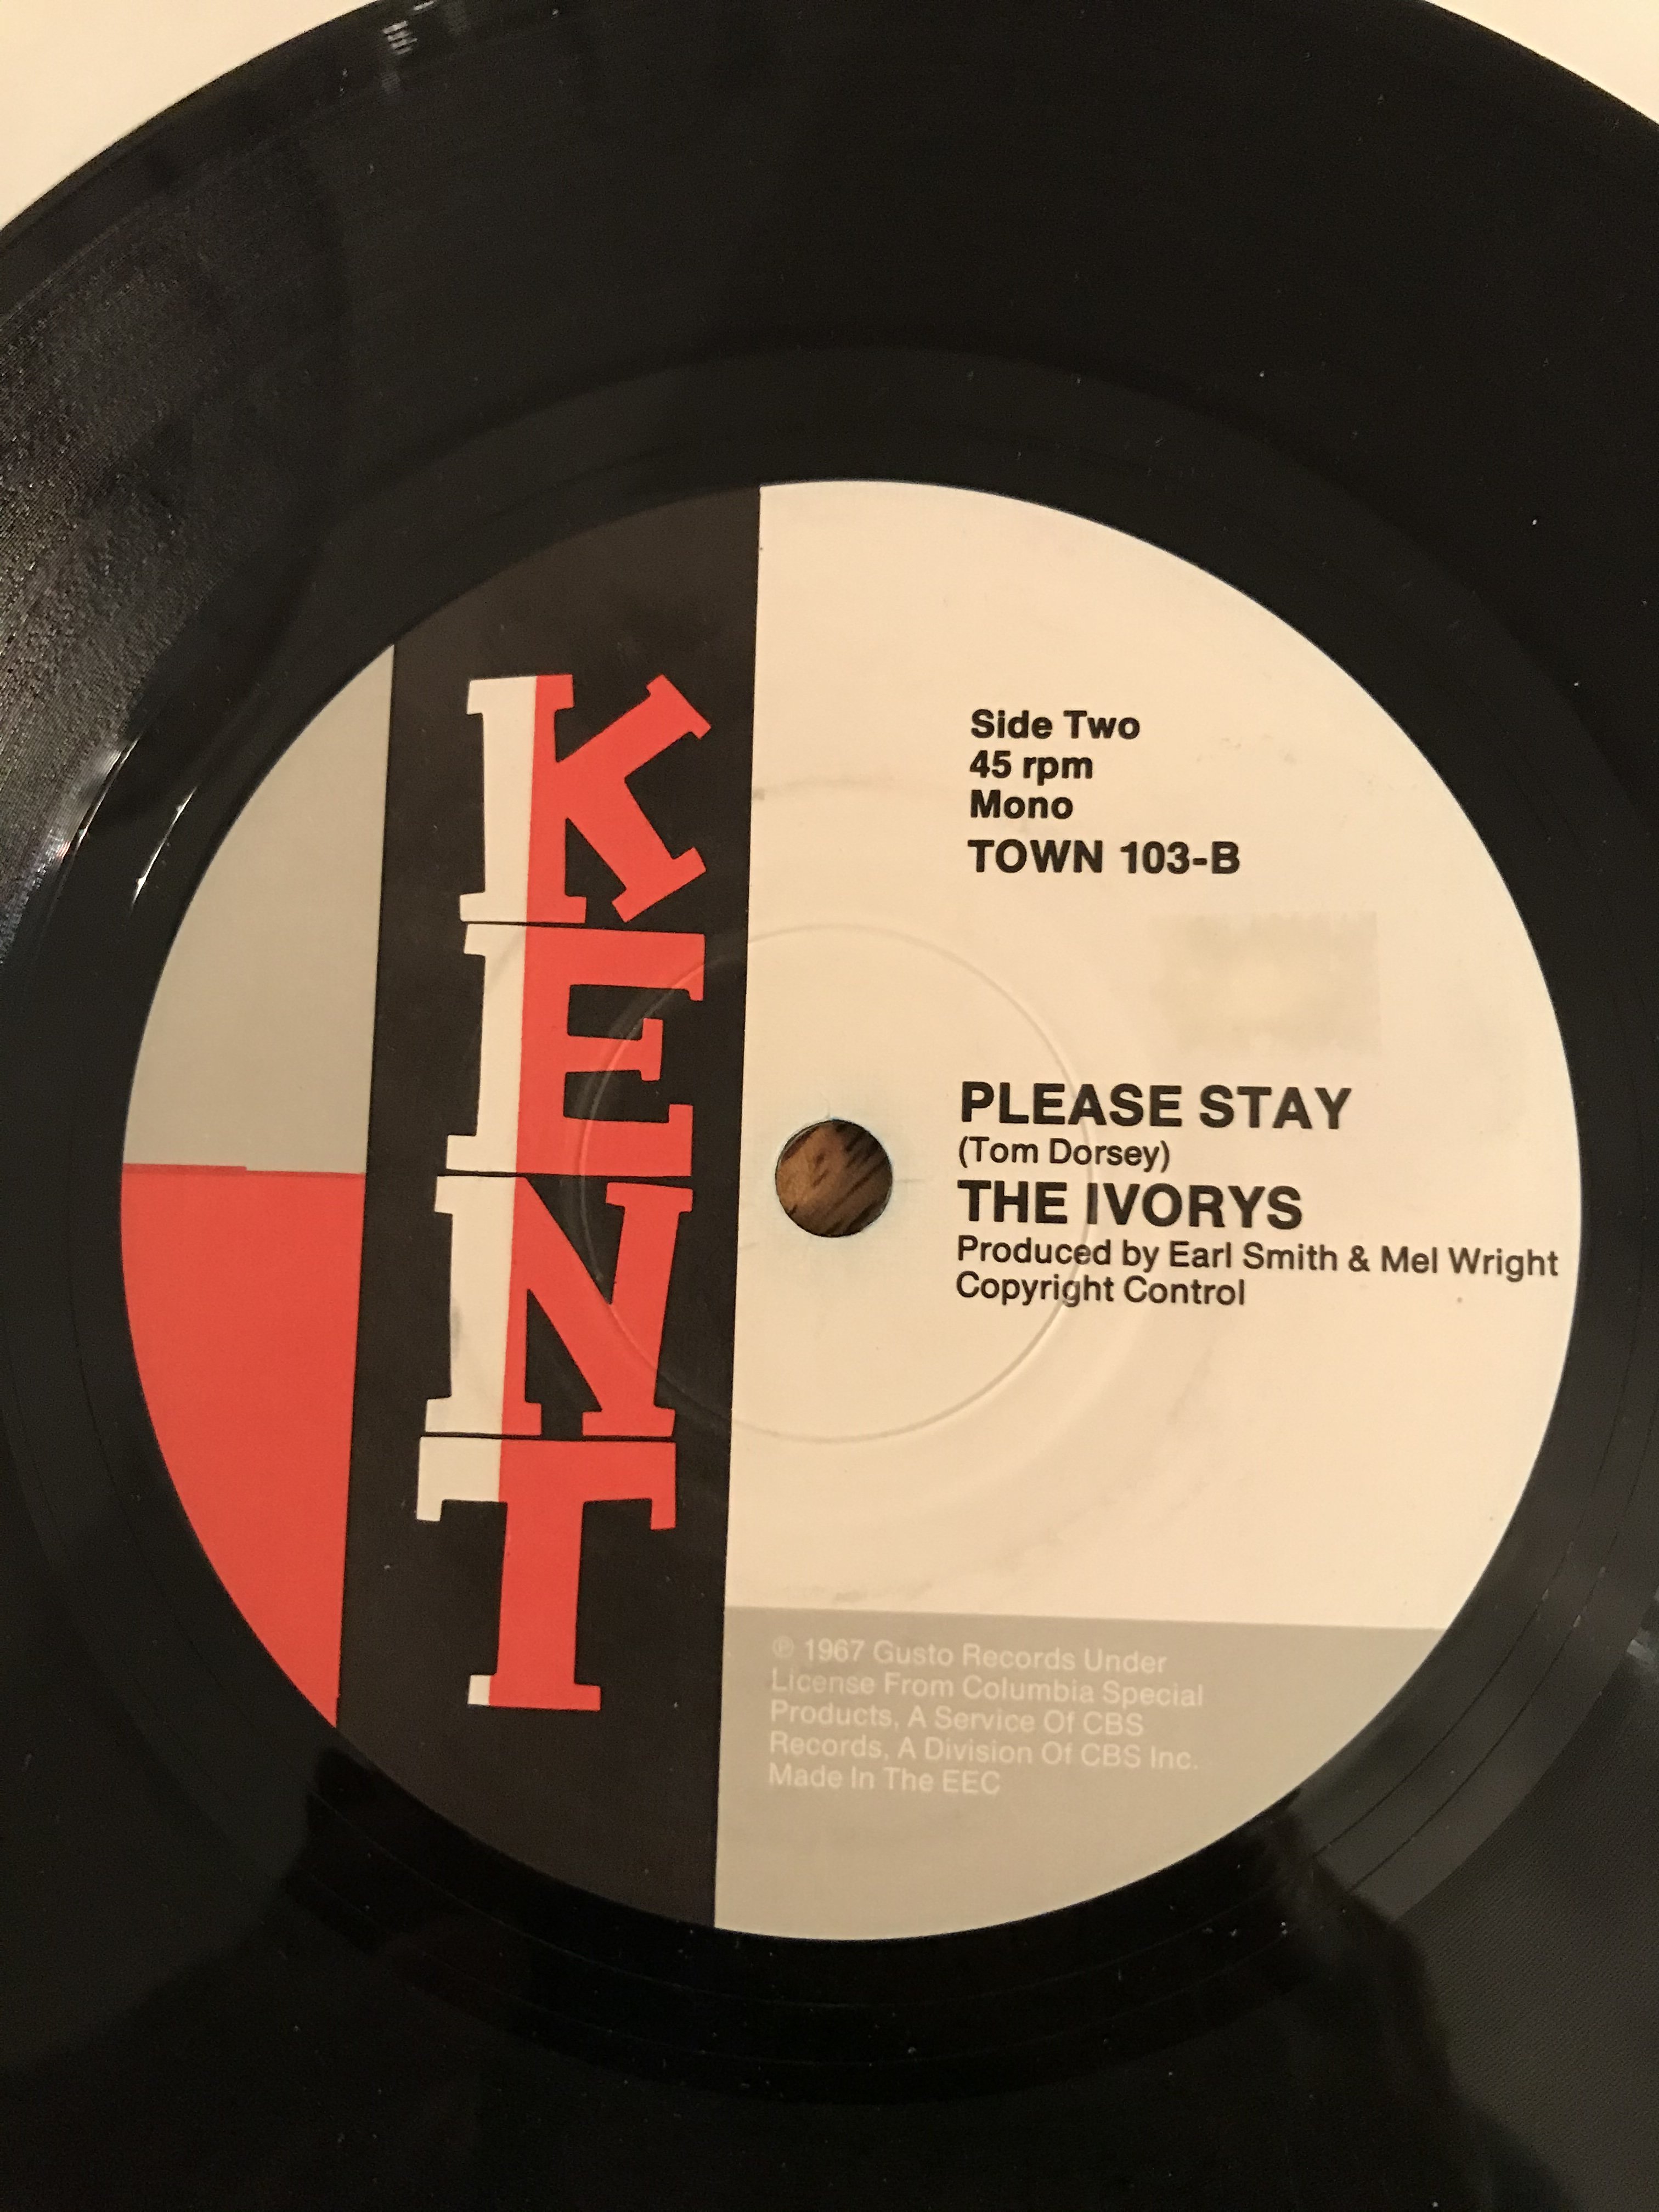 KENT
Side Two
45 rpm
Mono
TOWN 103-B
PLEASE STAY
(Tom Dorsey)
THE IVORYS
Produced by Earl Smith & Mel Wright
Copyright Control
℗ 1967 Gusto Records Under
License From Columbia Special
Products, A Service Of CBS
Records, A Division Of CBS Inc.
Made In The EEC